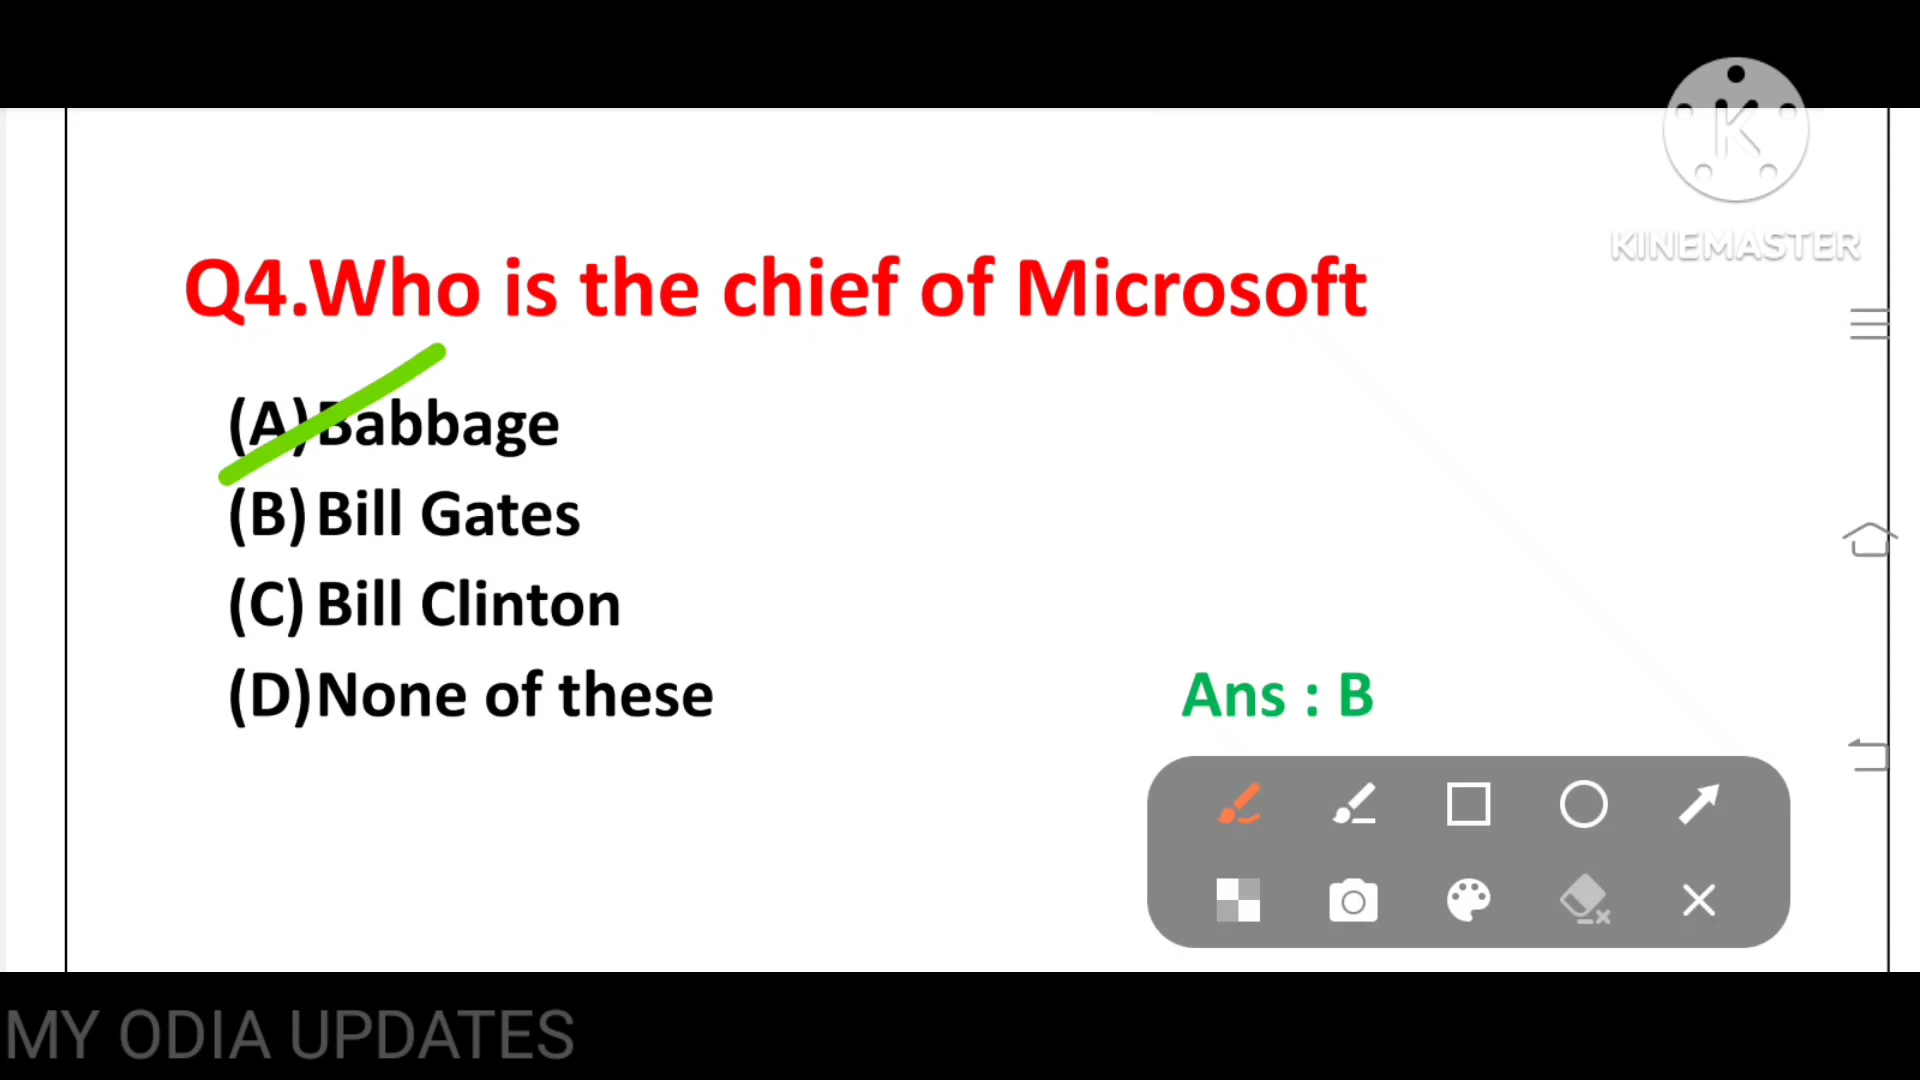 K
KINEMASTER
Q4.Who is the chief of Microsoft
(A) Babbage
(B) Bill Gates
(C) Bill Clinton
(D) None of these
Ans : B
MY ODIA UPDATES